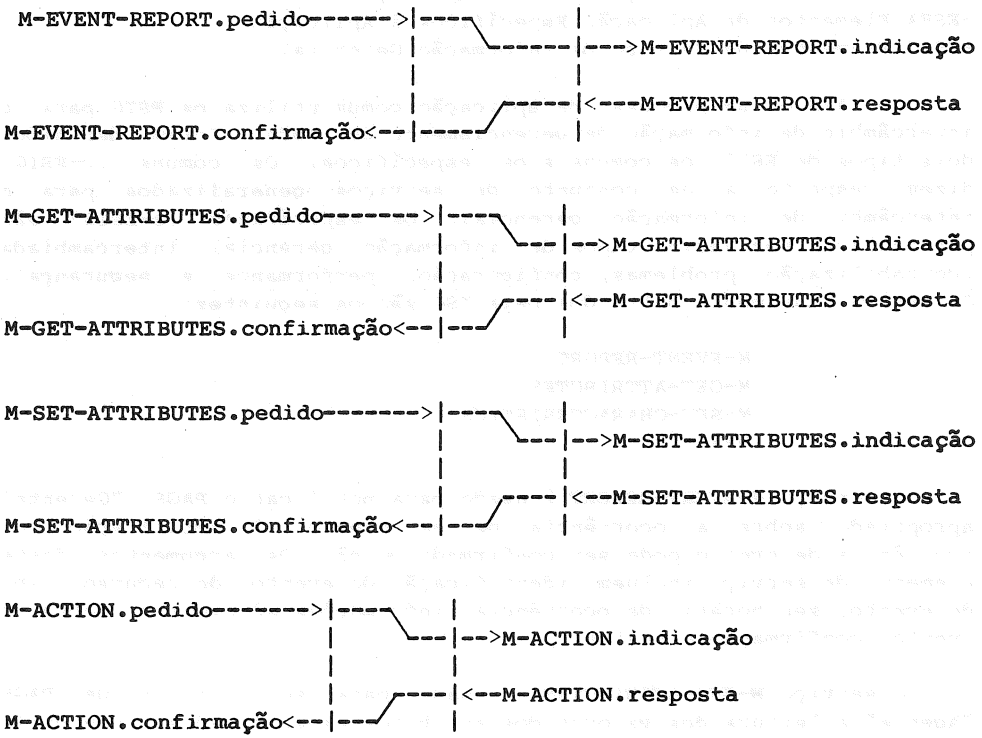 M-EVENT-REPORT.pedido------->|----
------|--->M-EVENT-REPORT.indicação
-----|<---M-EVENT-REPORT.resposta
M-EVENT-REPORT.confirmação<--|----
M-GET-ATTRIBUTES.pedido------->|----
----|-->M-GET-ATTRIBUTES.indicação
-----|<--M-GET-ATTRIBUTES.resposta
M-GET-ATTRIBUTES.confirmação<--|---
M-SET-ATTRIBUTES.pedido------->|----
----|-->M-SET-ATTRIBUTES.indicação
-----|<--M-SET-ATTRIBUTES.resposta
M-SET-ATTRIBUTES.confirmação<--|---
M-ACTION.pedido------->|----
---|-->M-ACTION.indicação
----|<--M-ACTION.resposta
M-ACTION.confirmação<--|---